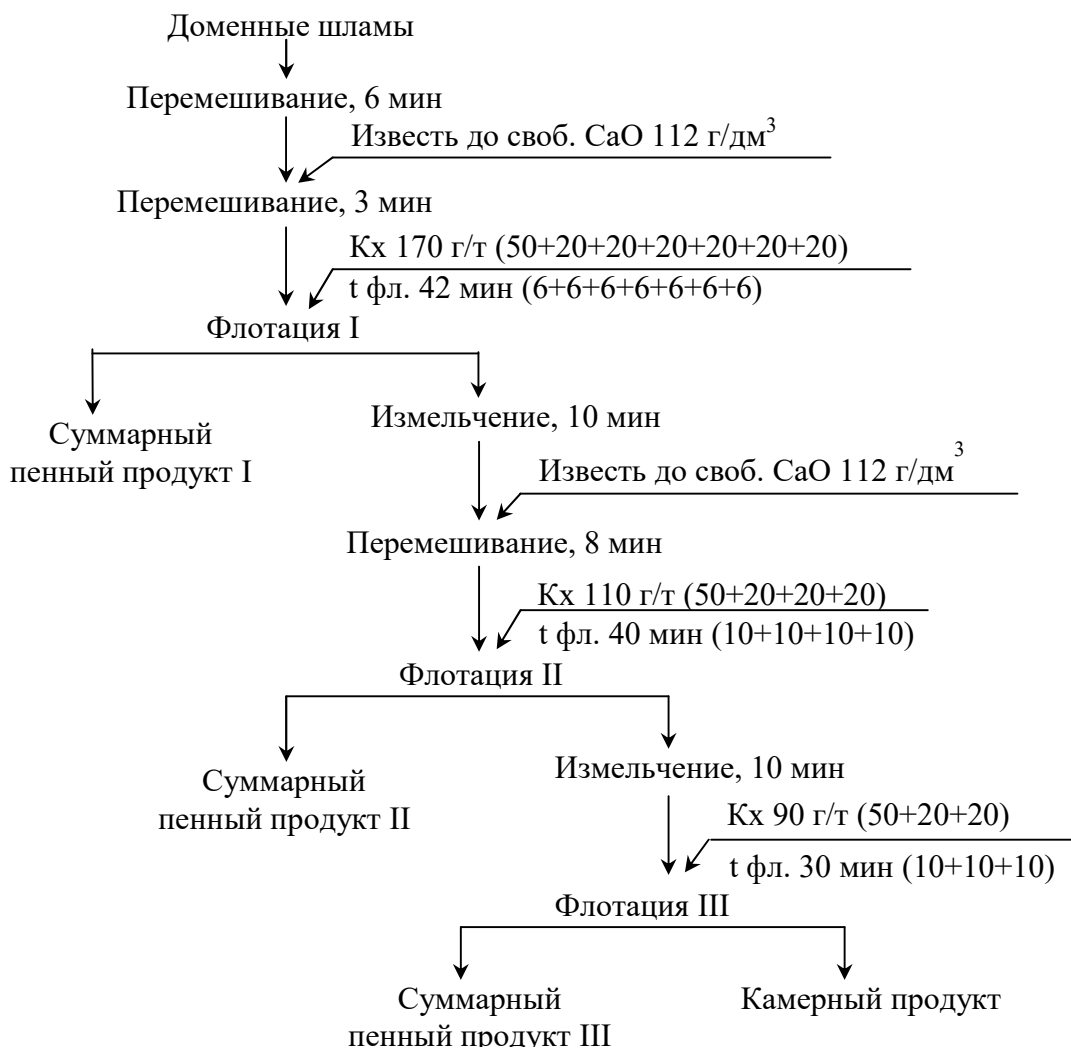 Доменные шламы
Перемешивание, 6 мин
Известь до своб. СаО 112 г/дм³
Перемешивание, 3 мин
Кх 170 г/т (50+20+20+20+20+20+20)
t фл. 42 мин (6+6+6+6+6+6+6)
Флотация I
Суммарный
пенный продукт I
Измельчение, 10 мин
Известь до своб. СаО 112 г/дм³
Перемешивание, 8 мин
Кх 110 г/т (50+20+20+20)
t фл. 40 мин (10+10+10+10)
Флотация II
Суммарный
пенный продукт II
Измельчение, 10 мин
Кх 90 г/т (50+20+20)
t фл. 30 мин (10+10+10)
Флотация III
Суммарный
пенный продукт III
Камерный продукт